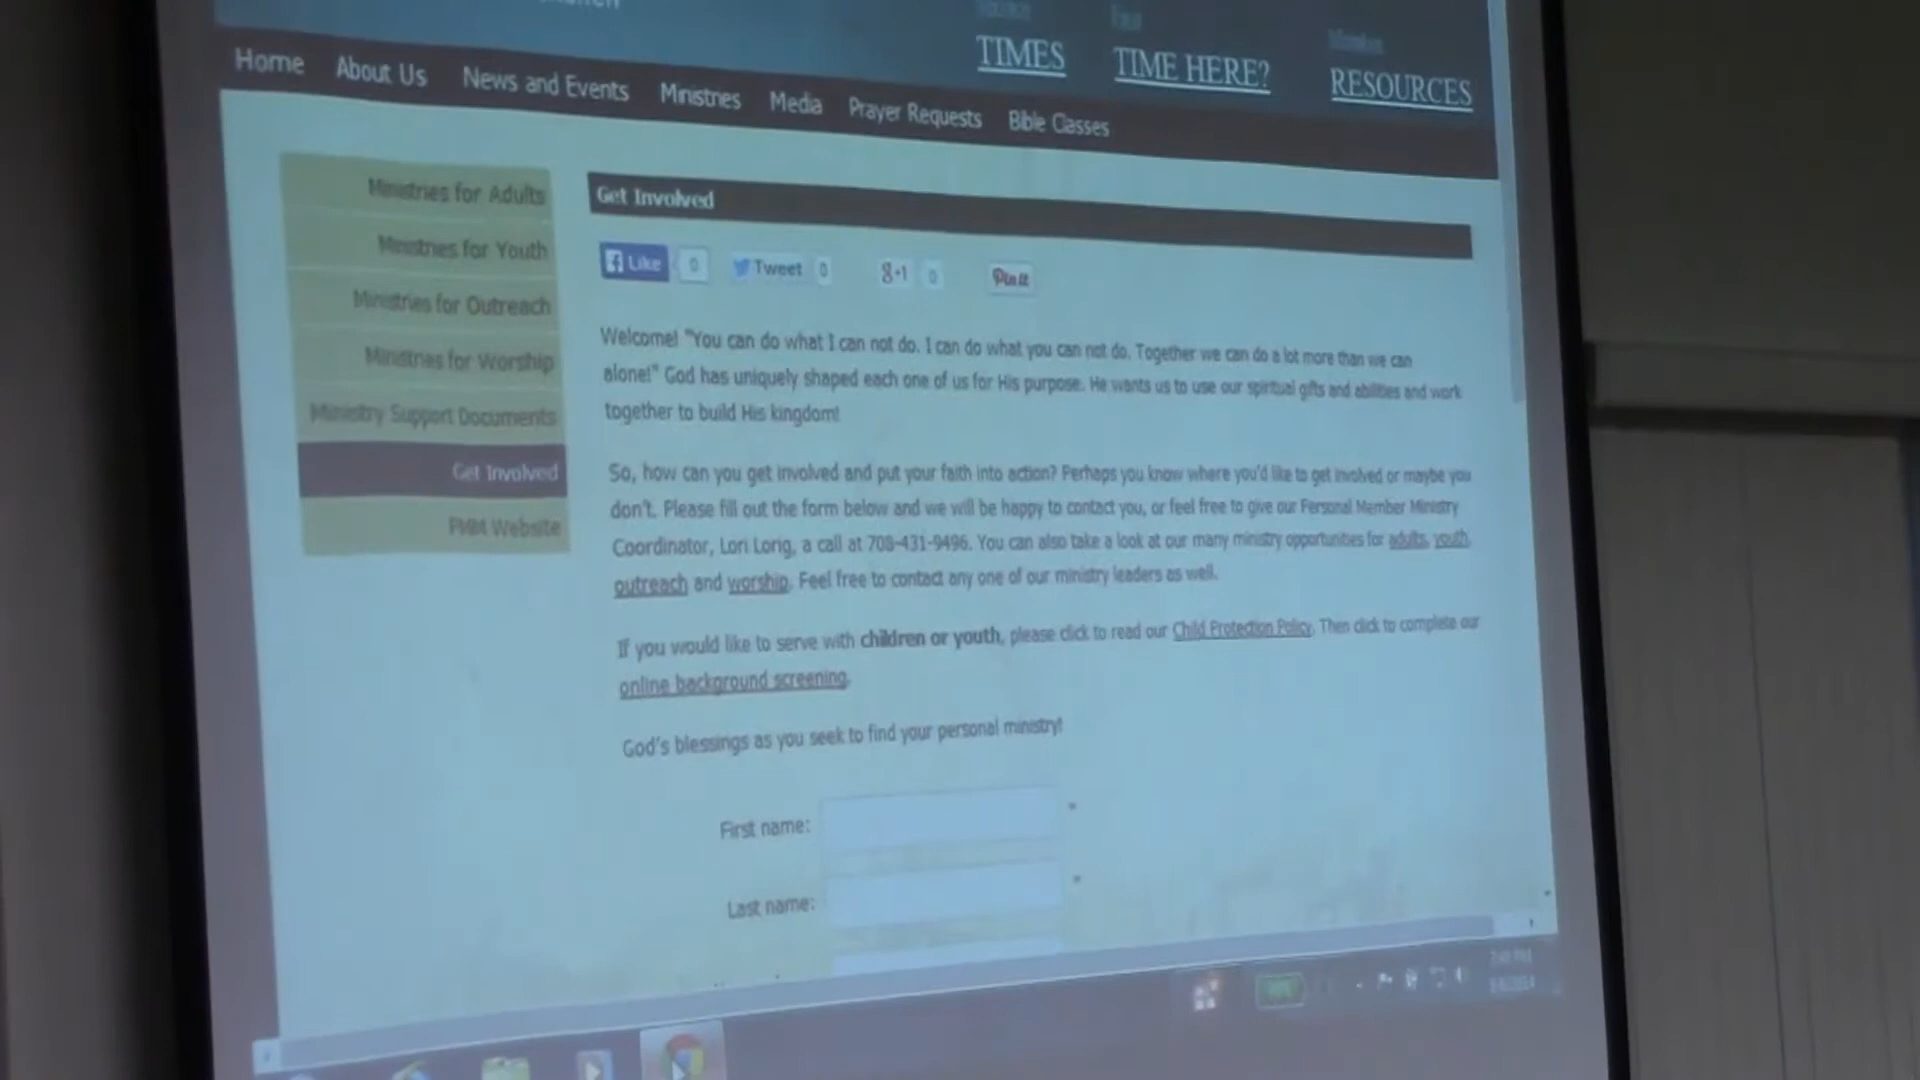 TIMES
TIME HERE?
RESOURCES
Home About Us News and Events Ministries Media Prayer Requests Bible Classes
Ministries for Adults
Ministries for Youth
Ministries for Outreach
Ministries for Worship
Ministry Support Documents
Get Involved
PMM Website
Get Involved
Like 0 Tweet 0 g+1 0 Pin it
Welcome! "You can do what I can not do. I can do what you can not do. Together we can do a lot more than we can
alone!" God has uniquely shaped each one of us for His purpose. He wants us to use our spiritual gifts and abilities and work
together to build His kingdom!
So, how can you get involved and put your faith into action? Perhaps you know where you'd like to get involved or maybe you
don't. Please fill out the form below and we will be happy to contact you, or feel free to give our Personal Member Ministry
Coordinator, Lori Lorig, a call at 708-431-9496. You can also take a look at our many ministry opportunities for adults, youth,
outreach and worship. Feel free to contact any one of our ministry leaders as well.
If you would like to serve with children or youth, please click to read our Child Protection Policy. Then click to complete our
online background screening.
God's blessings as you seek to find your personal ministry!
First name: *
Last name: *